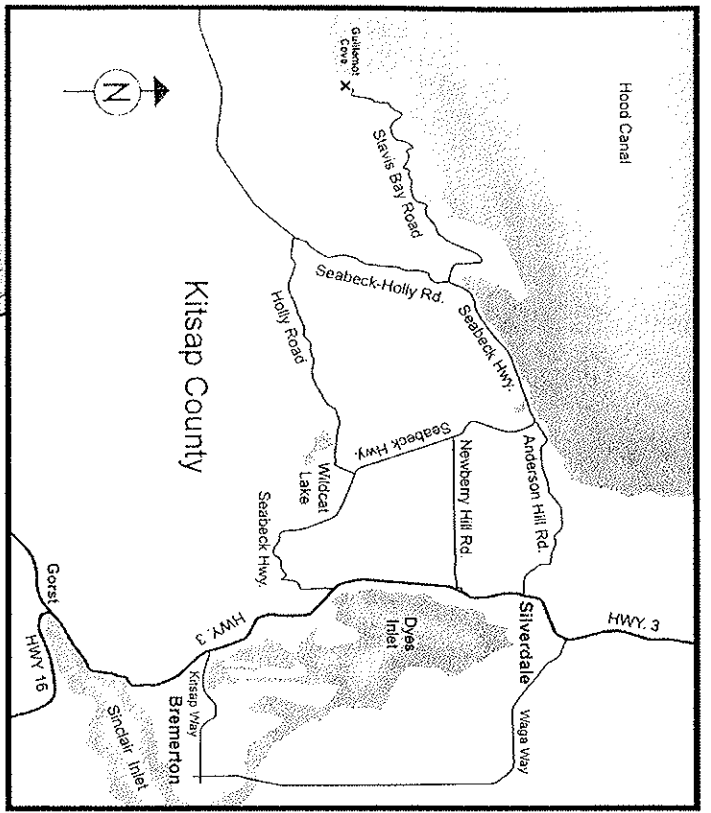 Hood Canal
Guillemot
Cove
X
Stavis Bay Road
Seabeck-Holly Rd.
Seabeck Hwy.
Holly Road
Seabeck Hwy.
Anderson Hill Rd.
Newberry Hill Rd.
Wildcat
Lake
Seabeck Hwy.
Kitsap County
N
HWY. 3
Silverdale
Dyes
Inlet
HWY. 3
Waga Way
Kitsap Way
Bremerton
Gorst
HWY 16
Sinclair Inlet